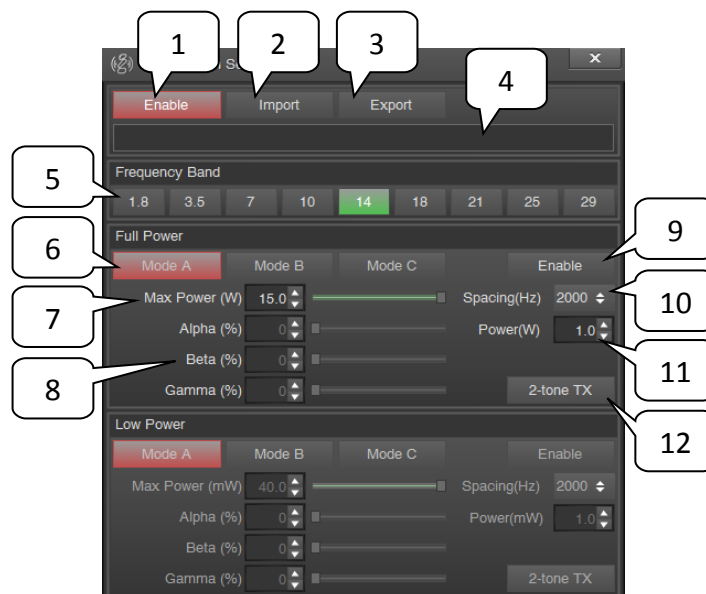 1 2 3
S
x
4
Enable Import Export
Frequency Band
5
1.8 3.5 7 10 14 18 21 25 29
Full Power
6 9
Mode A Mode B Mode C Enable
Max Power (W) 15.0 Spacing(Hz) 2000
7 10
Alpha (%) 0 Power(W) 1.0
Beta (%) 0
8 11
Gamma (%) 0 2-tone TX
12
Low Power
Mode A Mode B Mode C Enable
Max Power (mW) 40.0 Spacing(Hz) 2000
Alpha (%) 0 Power(mW) 1.0
Beta (%) 0
Gamma (%) 0 2-tone TX